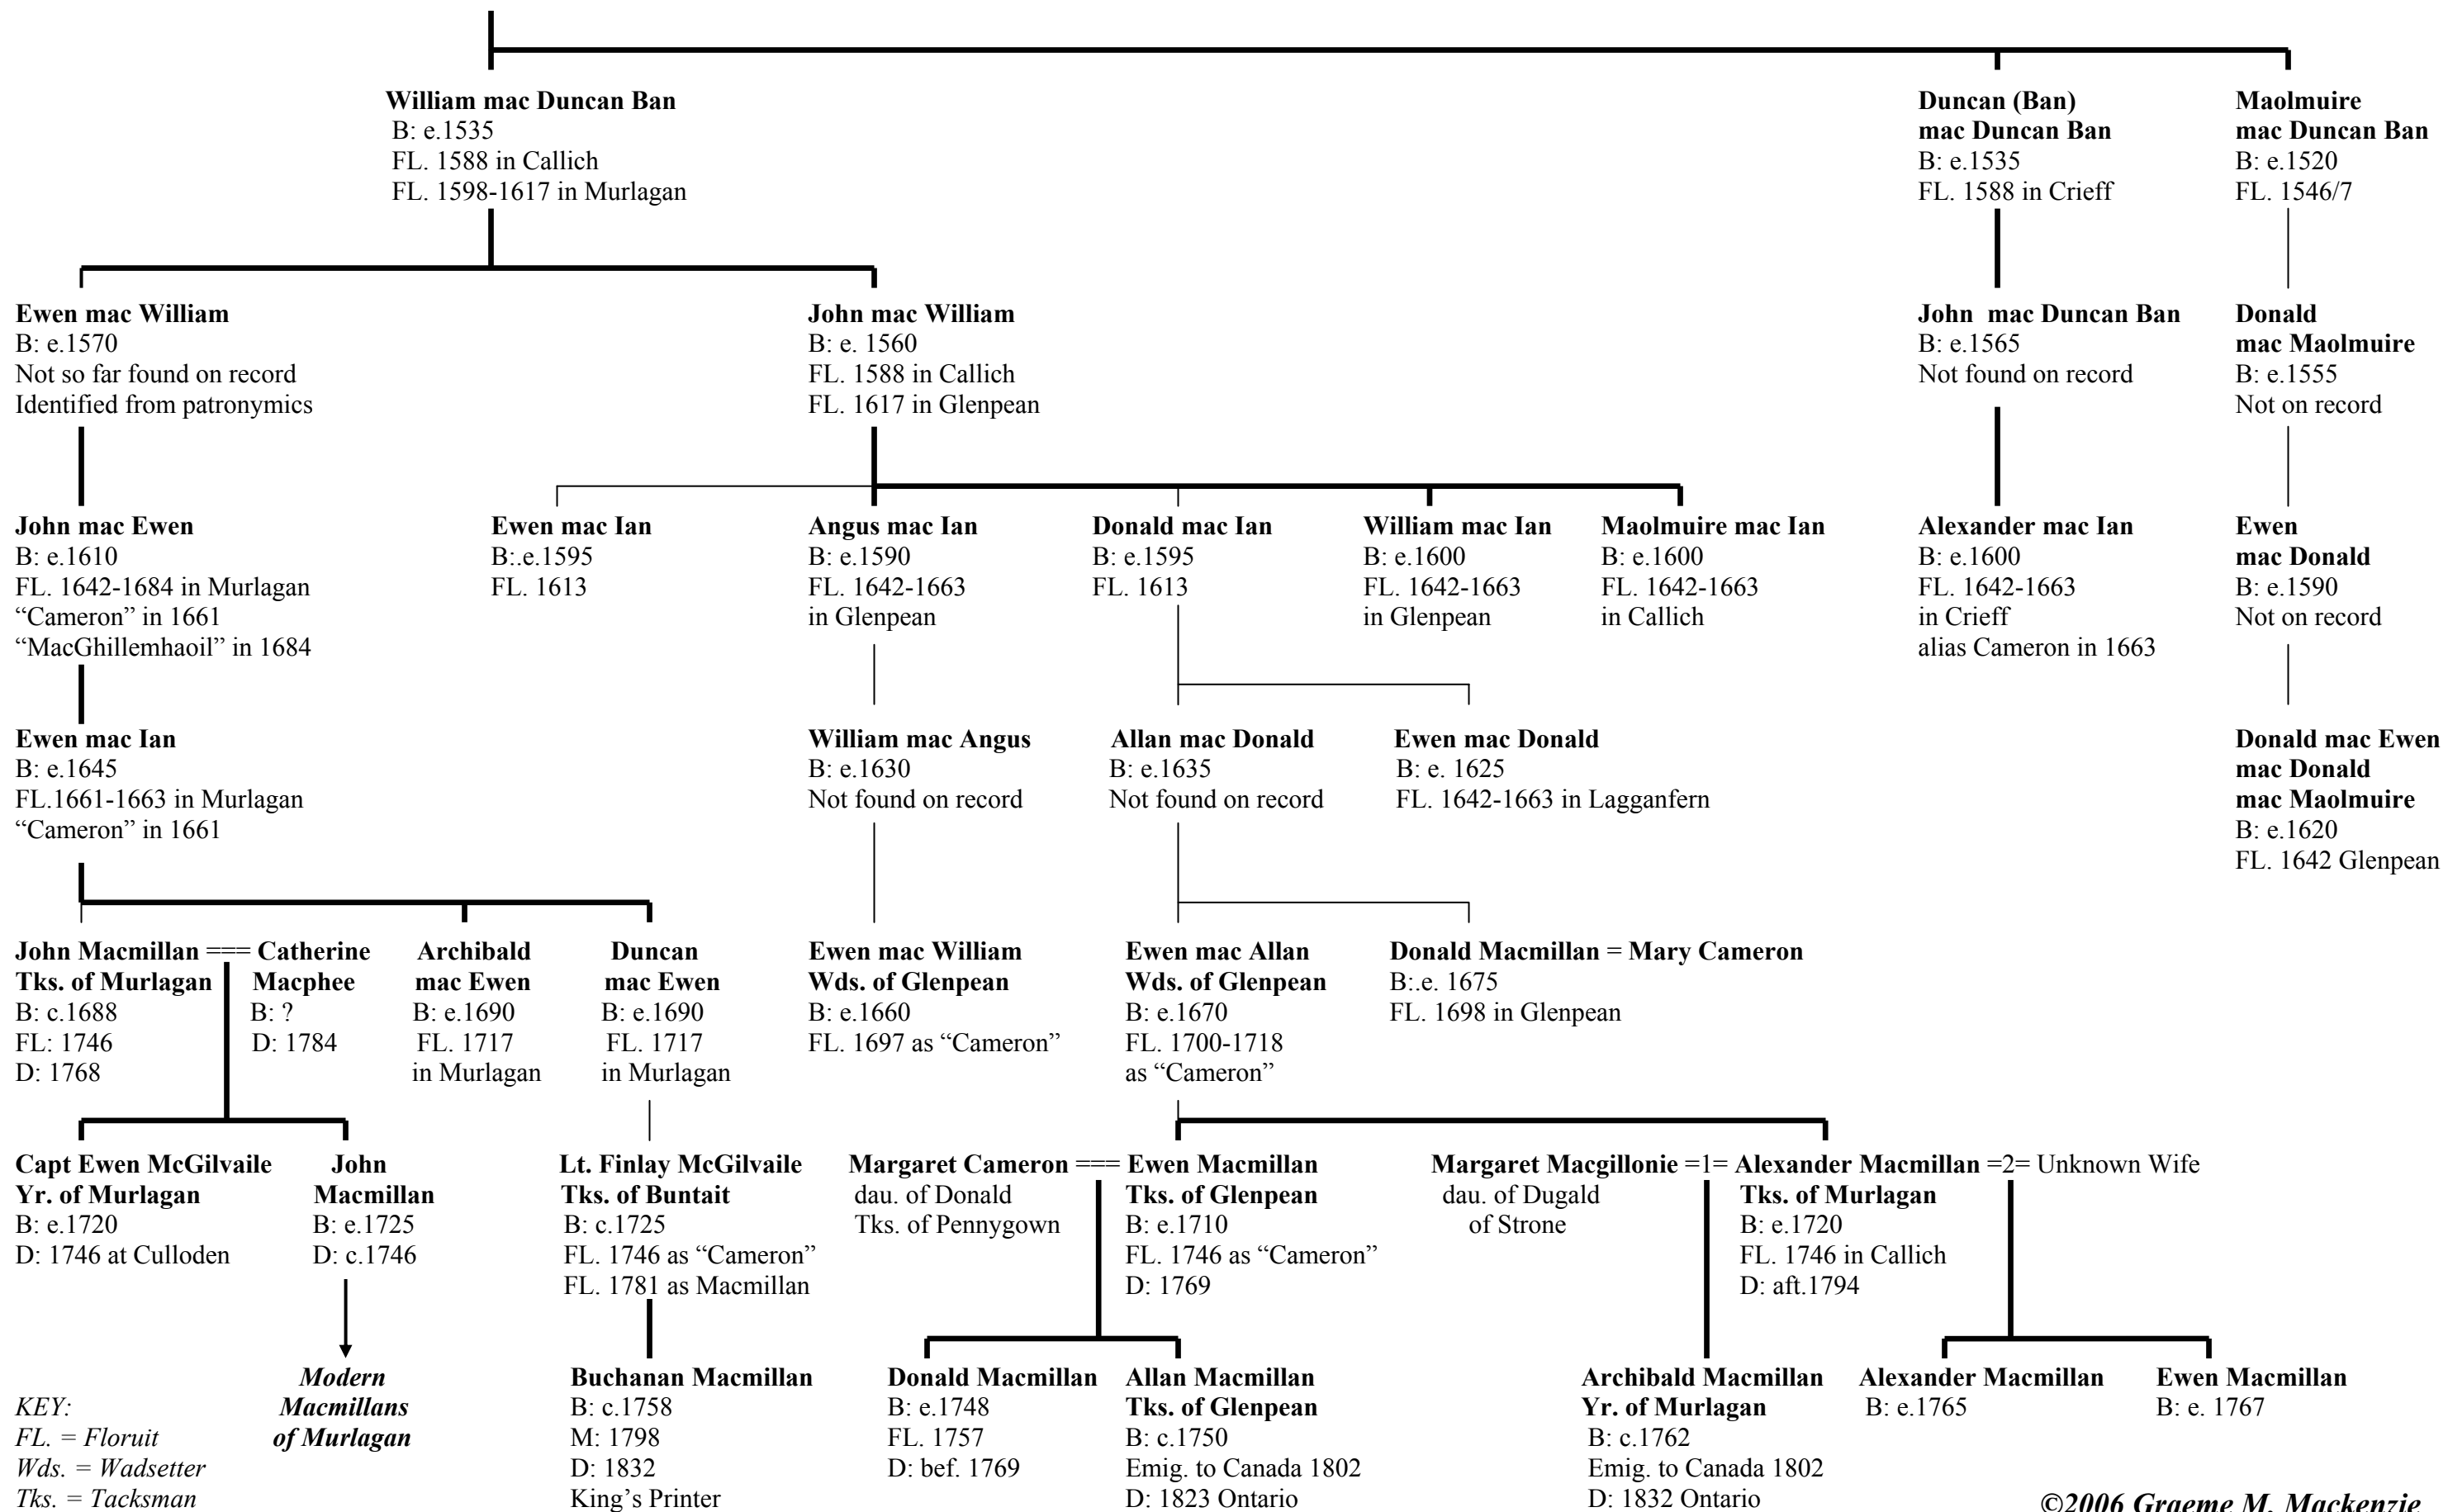 William mac Duncan Ban
B: e.1535
FL. 1588 in Callich
FL. 1598-1617 in Murlagan
Duncan (Ban)
mac Duncan Ban
B: e.1535
FL. 1588 in Crieff
Maolmuire
mac Duncan Ban
B: e.1520
FL. 1546/7
Ewen mac William
B: e.1570
Not so far found on record
Identified from patronymics
John mac William
B: e. 1560
FL. 1588 in Callich
FL. 1617 in Glenpean
John mac Duncan Ban
B: e.1565
Not found on record
Donald
mac Maolmuire
B: e.1555
Not on record
John mac Ewen
B: e.1610
FL. 1642-1684 in Murlagan
“Cameron” in 1661
“MacGhillemhaoil” in 1684
Ewen mac Ian
B:.e.1595
FL. 1613
Angus mac Ian
B: e.1590
FL. 1642-1663
in Glenpean
Donald mac Ian
B: e.1595
FL. 1613
William mac Ian
B: e.1600
FL. 1642-1663
in Glenpean
Maolmuire mac Ian
B: e.1600
FL. 1642-1663
in Callich
Alexander mac Ian
B: e.1600
FL. 1642-1663
in Crieff
alias Cameron in 1663
Ewen
mac Donald
B: e.1590
Not on record
Ewen mac Ian
B: e.1645
FL.1661-1663 in Murlagan
“Cameron” in 1661
William mac Angus
B: e.1630
Not found on record
Allan mac Donald
B: e.1635
Not found on record
Ewen mac Donald
B: e. 1625
FL. 1642-1663 in Lagganfern
Donald mac Ewen
mac Donald
mac Maolmuire
B: e.1620
FL. 1642 Glenpean
John Macmillan === Catherine
Tks. of Murlagan Macphee
B: c.1688 B: ?
FL: 1746 D: 1784
D: 1768
Archibald
mac Ewen
B: e.1690
FL. 1717
in Murlagan
Duncan
mac Ewen
B: e.1690
FL. 1717
in Murlagan
Ewen mac William
Wds. of Glenpean
B: e.1660
FL. 1697 as “Cameron”
Ewen mac Allan
Wds. of Glenpean
B: e.1670
FL. 1700-1718
as “Cameron”
Donald Macmillan = Mary Cameron
B:.e. 1675
FL. 1698 in Glenpean
Capt Ewen McGilvaile
Yr. of Murlagan
B: e.1720
D: 1746 at Culloden
John
Macmillan
B: e.1725
D: c.1746
Lt. Finlay McGilvaile
Tks. of Buntait
B: c.1725
FL. 1746 as “Cameron”
FL. 1781 as Macmillan
Margaret Cameron === Ewen Macmillan
dau. of Donald Tks. of Glenpean
Tks. of Pennygown B: e.1710
FL. 1746 as “Cameron”
D: 1769
Margaret Macgillonie =1= Alexander Macmillan =2= Unknown Wife
dau. of Dugald Tks. of Murlagan
of Strone B: e.1720
FL. 1746 in Callich
D: aft.1794
Modern
Macmillans
of Murlagan
Buchanan Macmillan
B: c.1758
M: 1798
D: 1832
King’s Printer
Donald Macmillan
B: e.1748
FL. 1757
D: bef. 1769
Allan Macmillan
Tks. of Glenpean
B: c.1750
Emig. to Canada 1802
D: 1823 Ontario
Archibald Macmillan
Yr. of Murlagan
B: c.1762
Emig. to Canada 1802
D: 1832 Ontario
Alexander Macmillan
B: e.1765
Ewen Macmillan
B: e. 1767
KEY:
FL. = Floruit
Wds. = Wadsetter
Tks. = Tacksman
©2006 Graeme M. Mackenzie